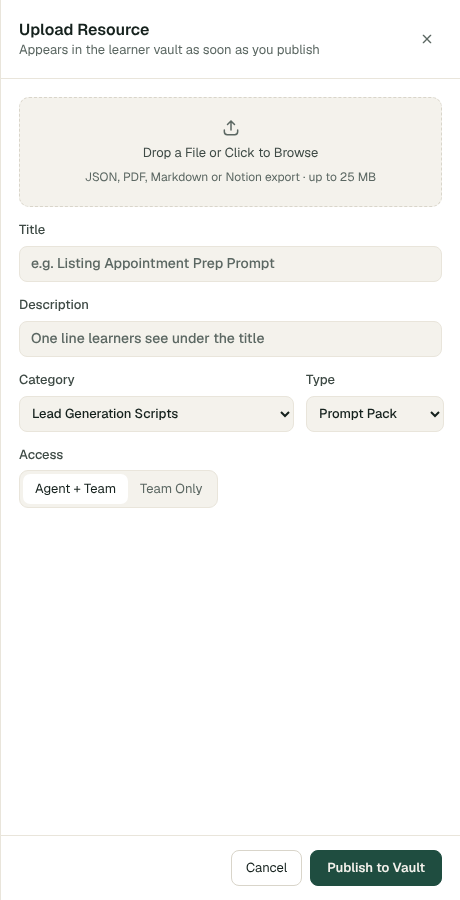 Upload Resource
Appears in the learner vault as soon as you publish
Drop a File or Click to Browse
JSON, PDF, Markdown or Notion export · up to 25 MB
Title
e.g. Listing Appointment Prep Prompt
Description
One line learners see under the title
Category
Type
Lead Generation Scripts
Prompt Pack
Access
Agent + Team
Team Only
Cancel
Publish to Vault